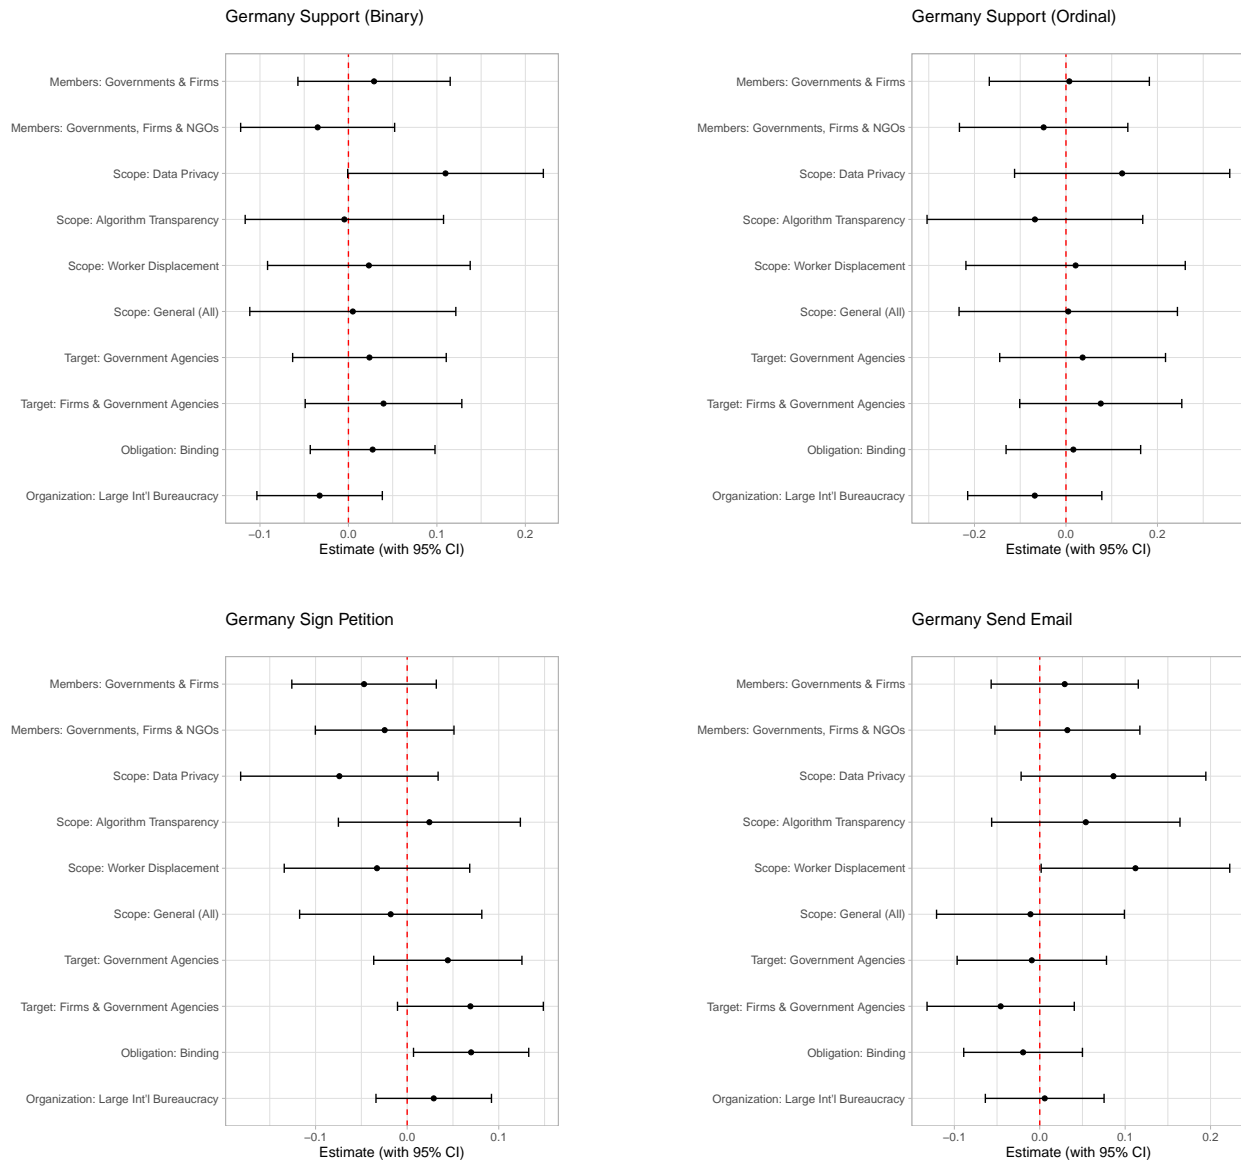 Germany Support (Binary)
Members: Governments & Firms
Members: Governments, Firms & NGOs
Scope: Data Privacy
Scope: Algorithm Transparency
Scope: Worker Displacement
Scope: General (All)
Target: Government Agencies
Target: Firms & Government Agencies
Obligation: Binding
Organization: Large Int'l Bureaucracy
−0.1 0.0 0.1 0.2
Estimate (with 95% CI)
Germany Support (Ordinal)
Members: Governments & Firms
Members: Governments, Firms & NGOs
Scope: Data Privacy
Scope: Algorithm Transparency
Scope: Worker Displacement
Scope: General (All)
Target: Government Agencies
Target: Firms & Government Agencies
Obligation: Binding
Organization: Large Int'l Bureaucracy
−0.2 0.0 0.2
Estimate (with 95% CI)
Germany Sign Petition
Members: Governments & Firms
Members: Governments, Firms & NGOs
Scope: Data Privacy
Scope: Algorithm Transparency
Scope: Worker Displacement
Scope: General (All)
Target: Government Agencies
Target: Firms & Government Agencies
Obligation: Binding
Organization: Large Int'l Bureaucracy
−0.1 0.0 0.1
Estimate (with 95% CI)
Germany Send Email
Members: Governments & Firms
Members: Governments, Firms & NGOs
Scope: Data Privacy
Scope: Algorithm Transparency
Scope: Worker Displacement
Scope: General (All)
Target: Government Agencies
Target: Firms & Government Agencies
Obligation: Binding
Organization: Large Int'l Bureaucracy
−0.1 0.0 0.1 0.2
Estimate (with 95% CI)